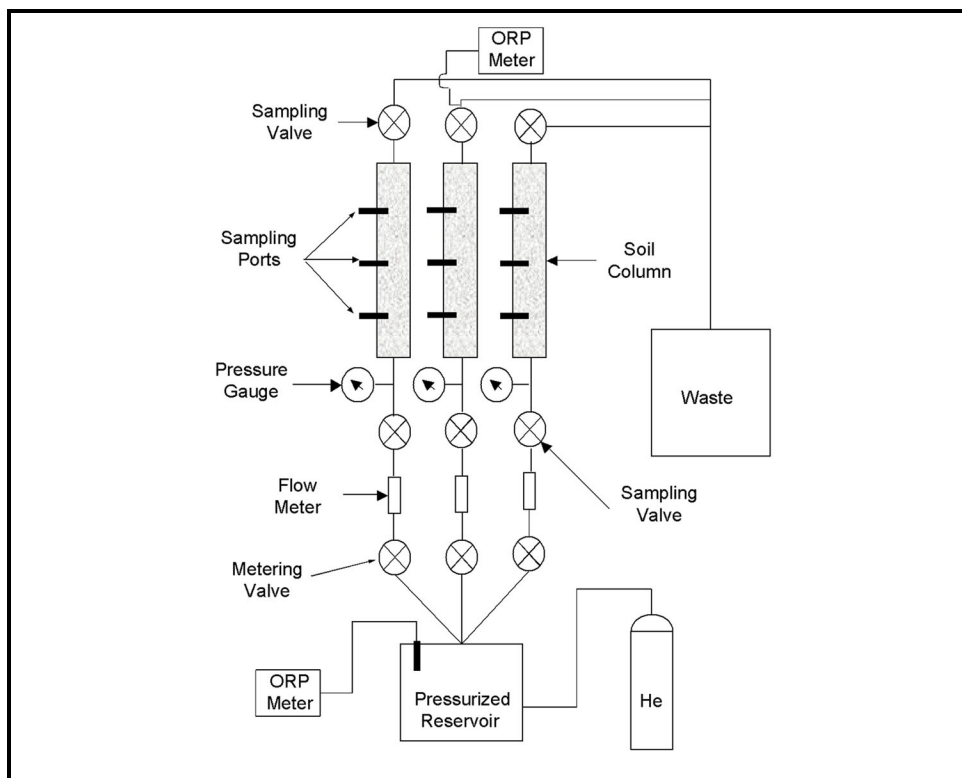 ORP
Meter
Sampling
Valve
Sampling
Ports
Soil
Column
Pressure
Gauge
Waste
Flow
Meter
Sampling
Valve
Metering
Valve
ORP
Meter
Pressurized
Reservoir
He